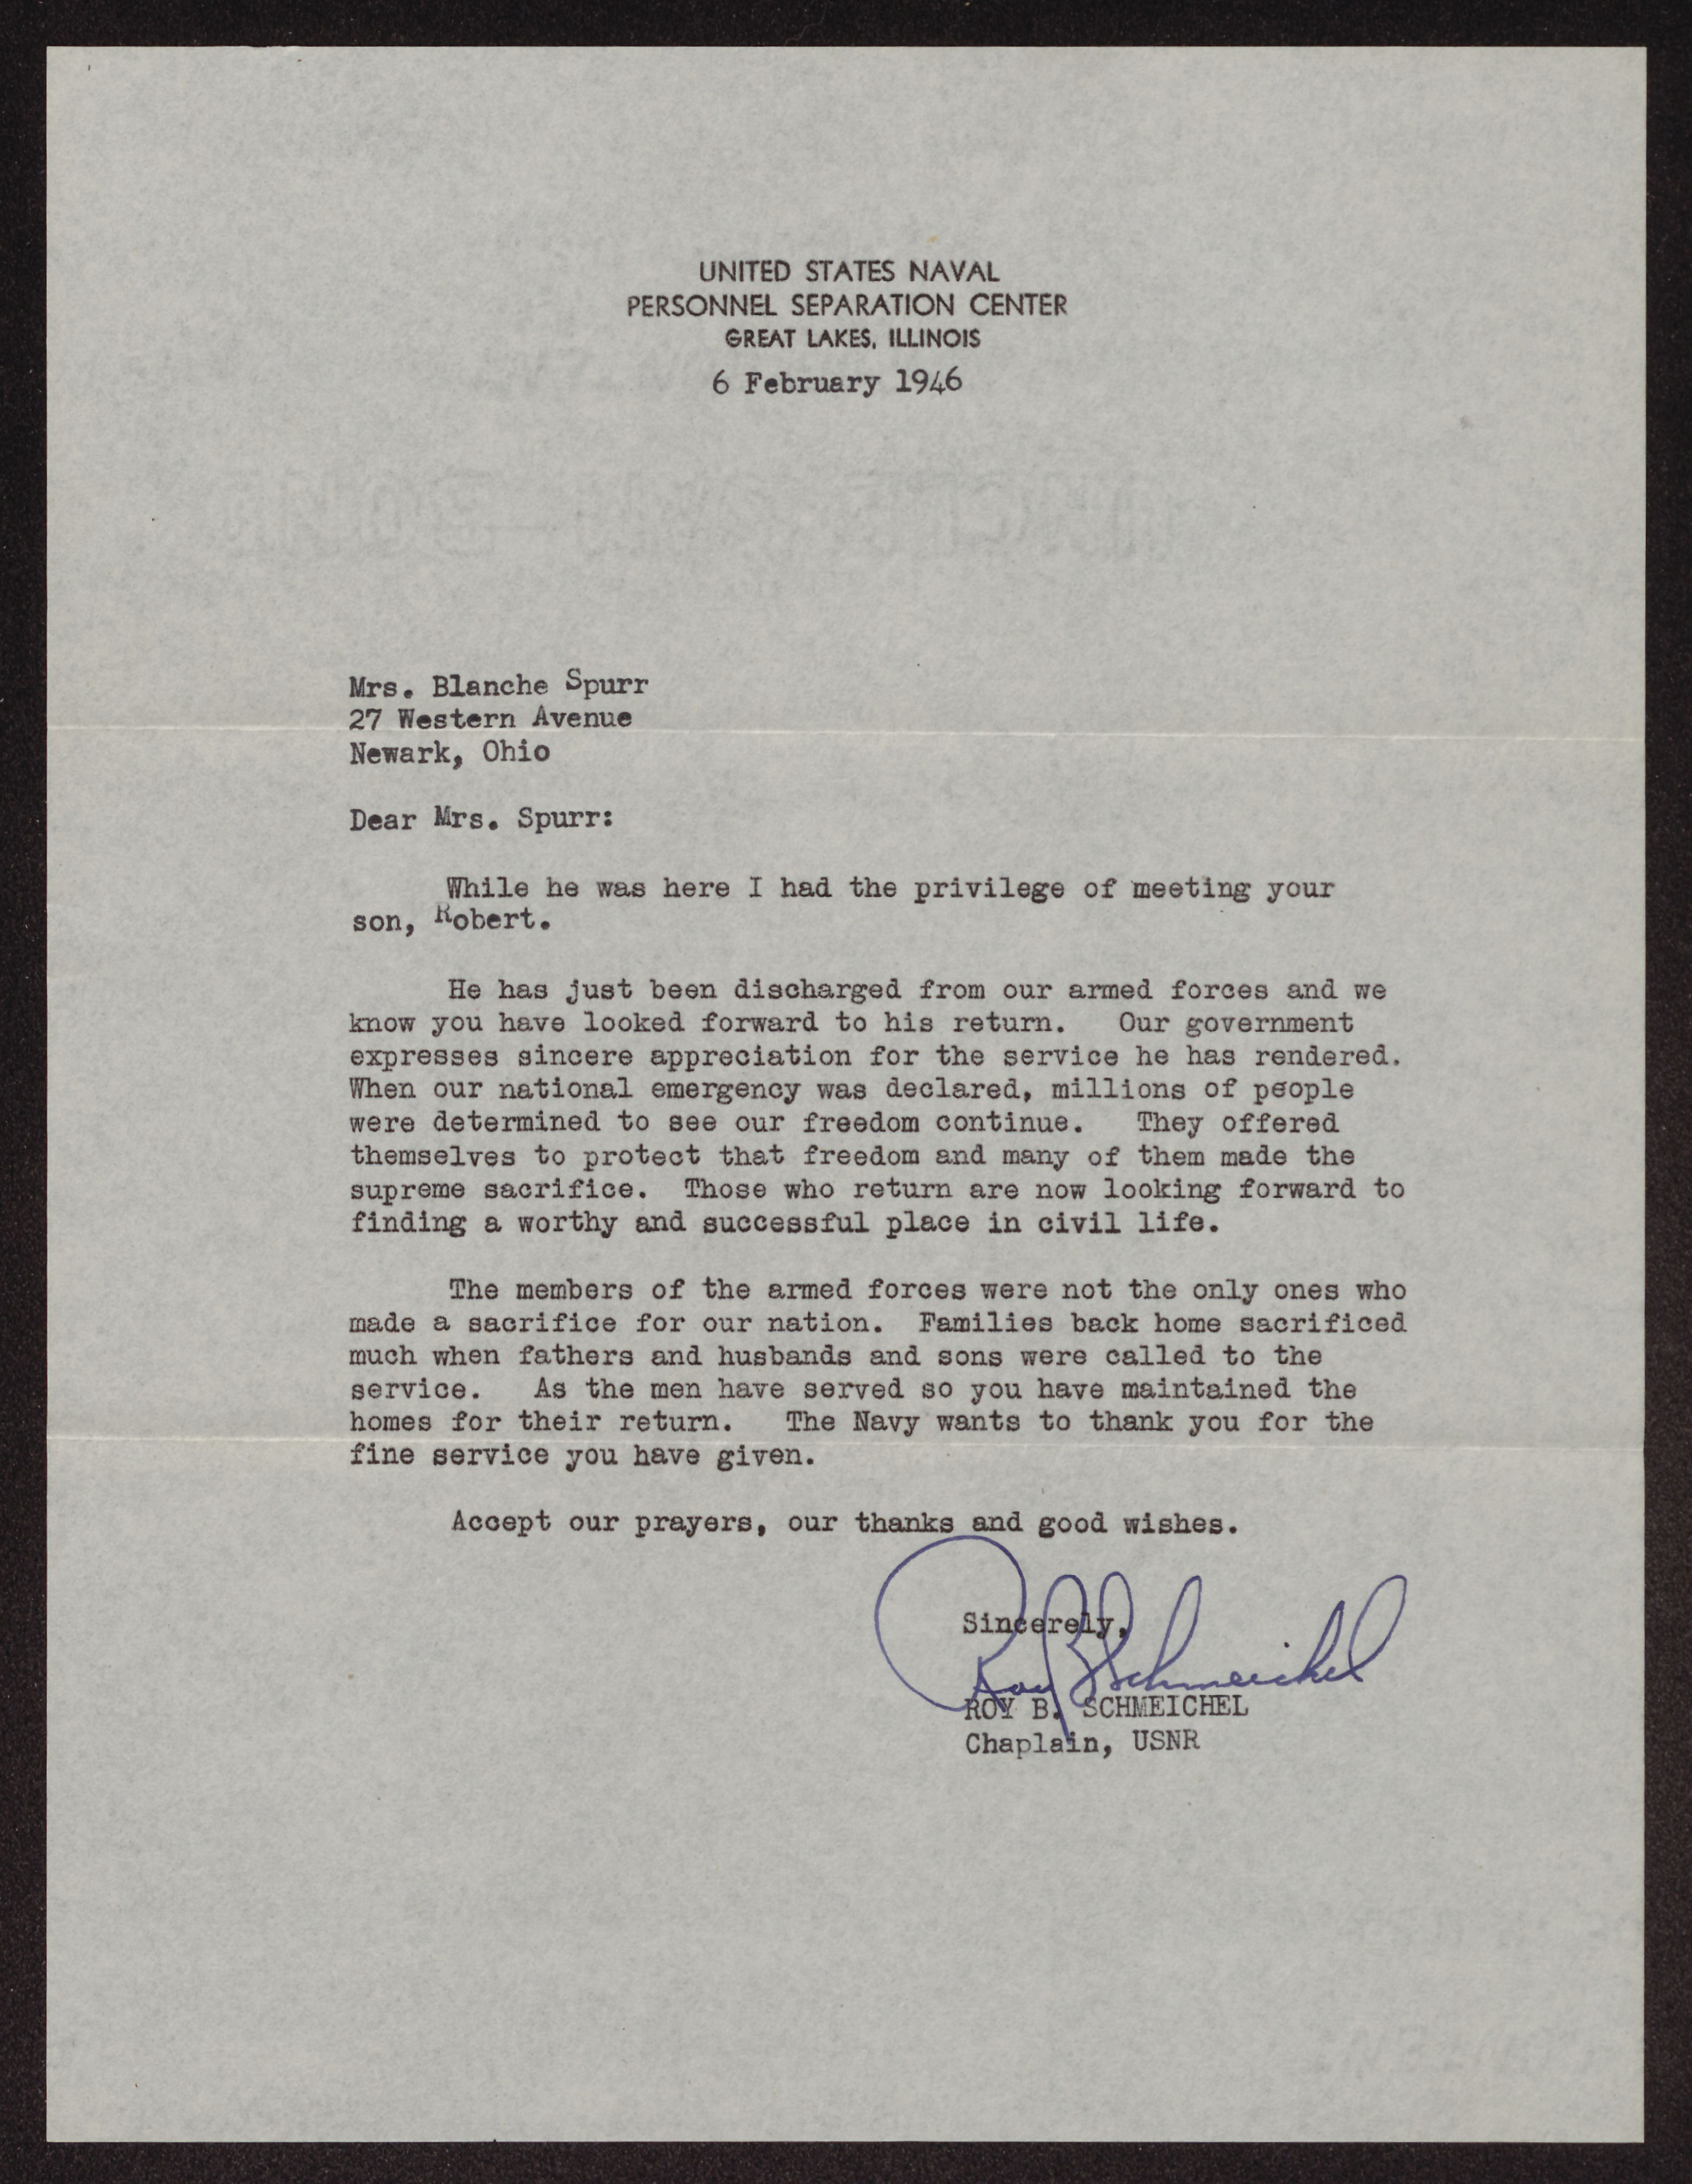 UNITED STATES NAVAL
PERSONNEL SEPARATION CENTER
GREAT LAKES, ILLINOIS
6 February 1946
Mrs. Blanche Spurr
27 Western Avenue
Newark, Ohio
Dear Mrs. Spurr:
While he was here I had the privilege of meeting your
son, Robert.
He has just been discharged from our armed forces and we
know you have looked forward to his return. Our government
expresses sincere appreciation for the service he has rendered.
When our national emergency was declared, millions of people
were determined to see our freedom continue. They offered
themselves to protect that freedom and many of them made the
supreme sacrifice. Those who return are now looking forward to
finding a worthy and successful place in civil life.
The members of the armed forces were not the only ones who
made a sacrifice for our nation. Families back home sacrificed
much when fathers and husbands and sons were called to the
service. As the men have served so you have maintained the
homes for their return. The Navy wants to thank you for the
fine service you have given.
Accept our prayers, our thanks and good wishes.
Sincerely,
Roy B Schmeichel
ROY B. SCHMEICHEL
Chaplain, USNR